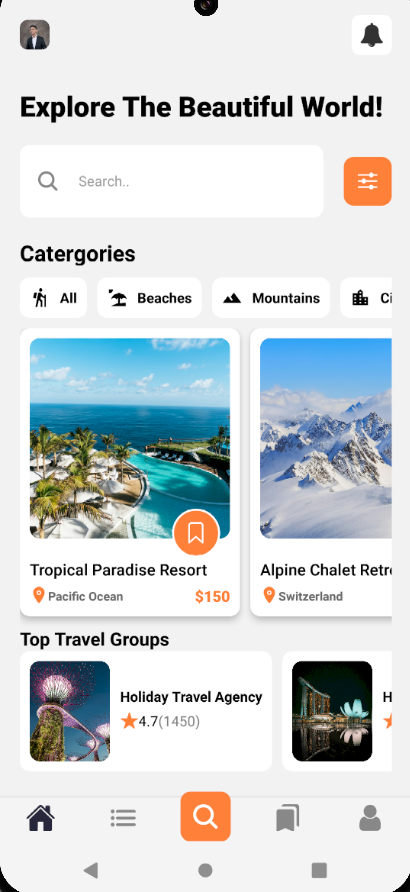 Explore The Beautiful World!
Search..
Catergories
All Beaches Mountains Ci
Tropical Paradise Resort Alpine Chalet Retr
Pacific Ocean $150 Switzerland
Top Travel Groups
Holiday Travel Agency H
4.7(1450)